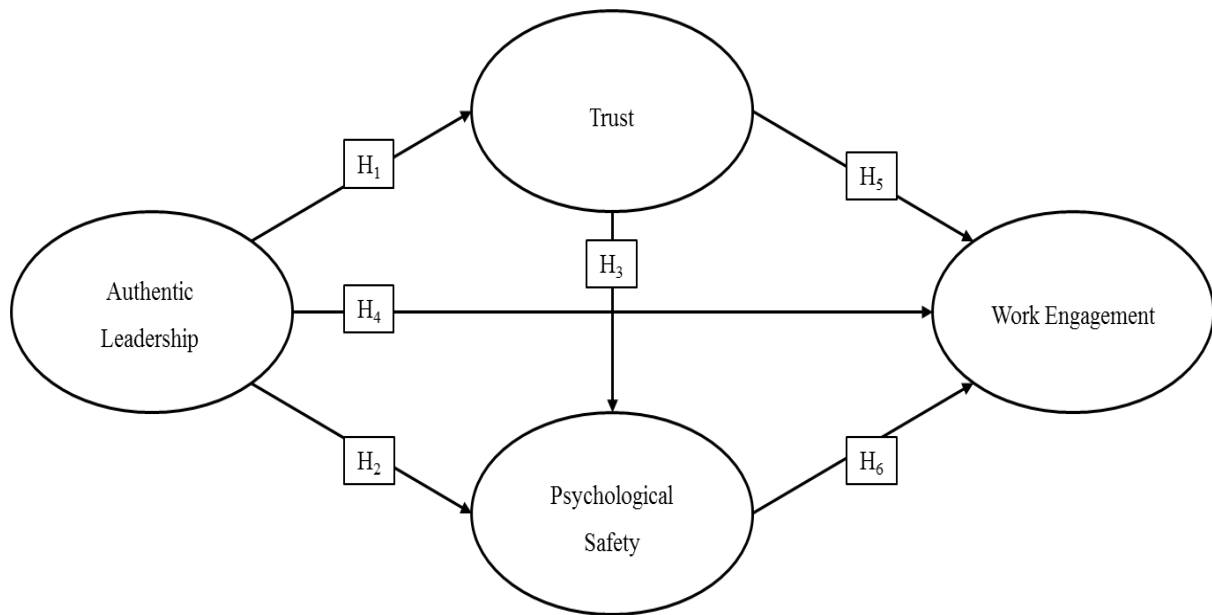 Trust
H₁
H₅
H₃
Authentic
Leadership
H₄
Work Engagement
H₂
H₆
Psychological
Safety